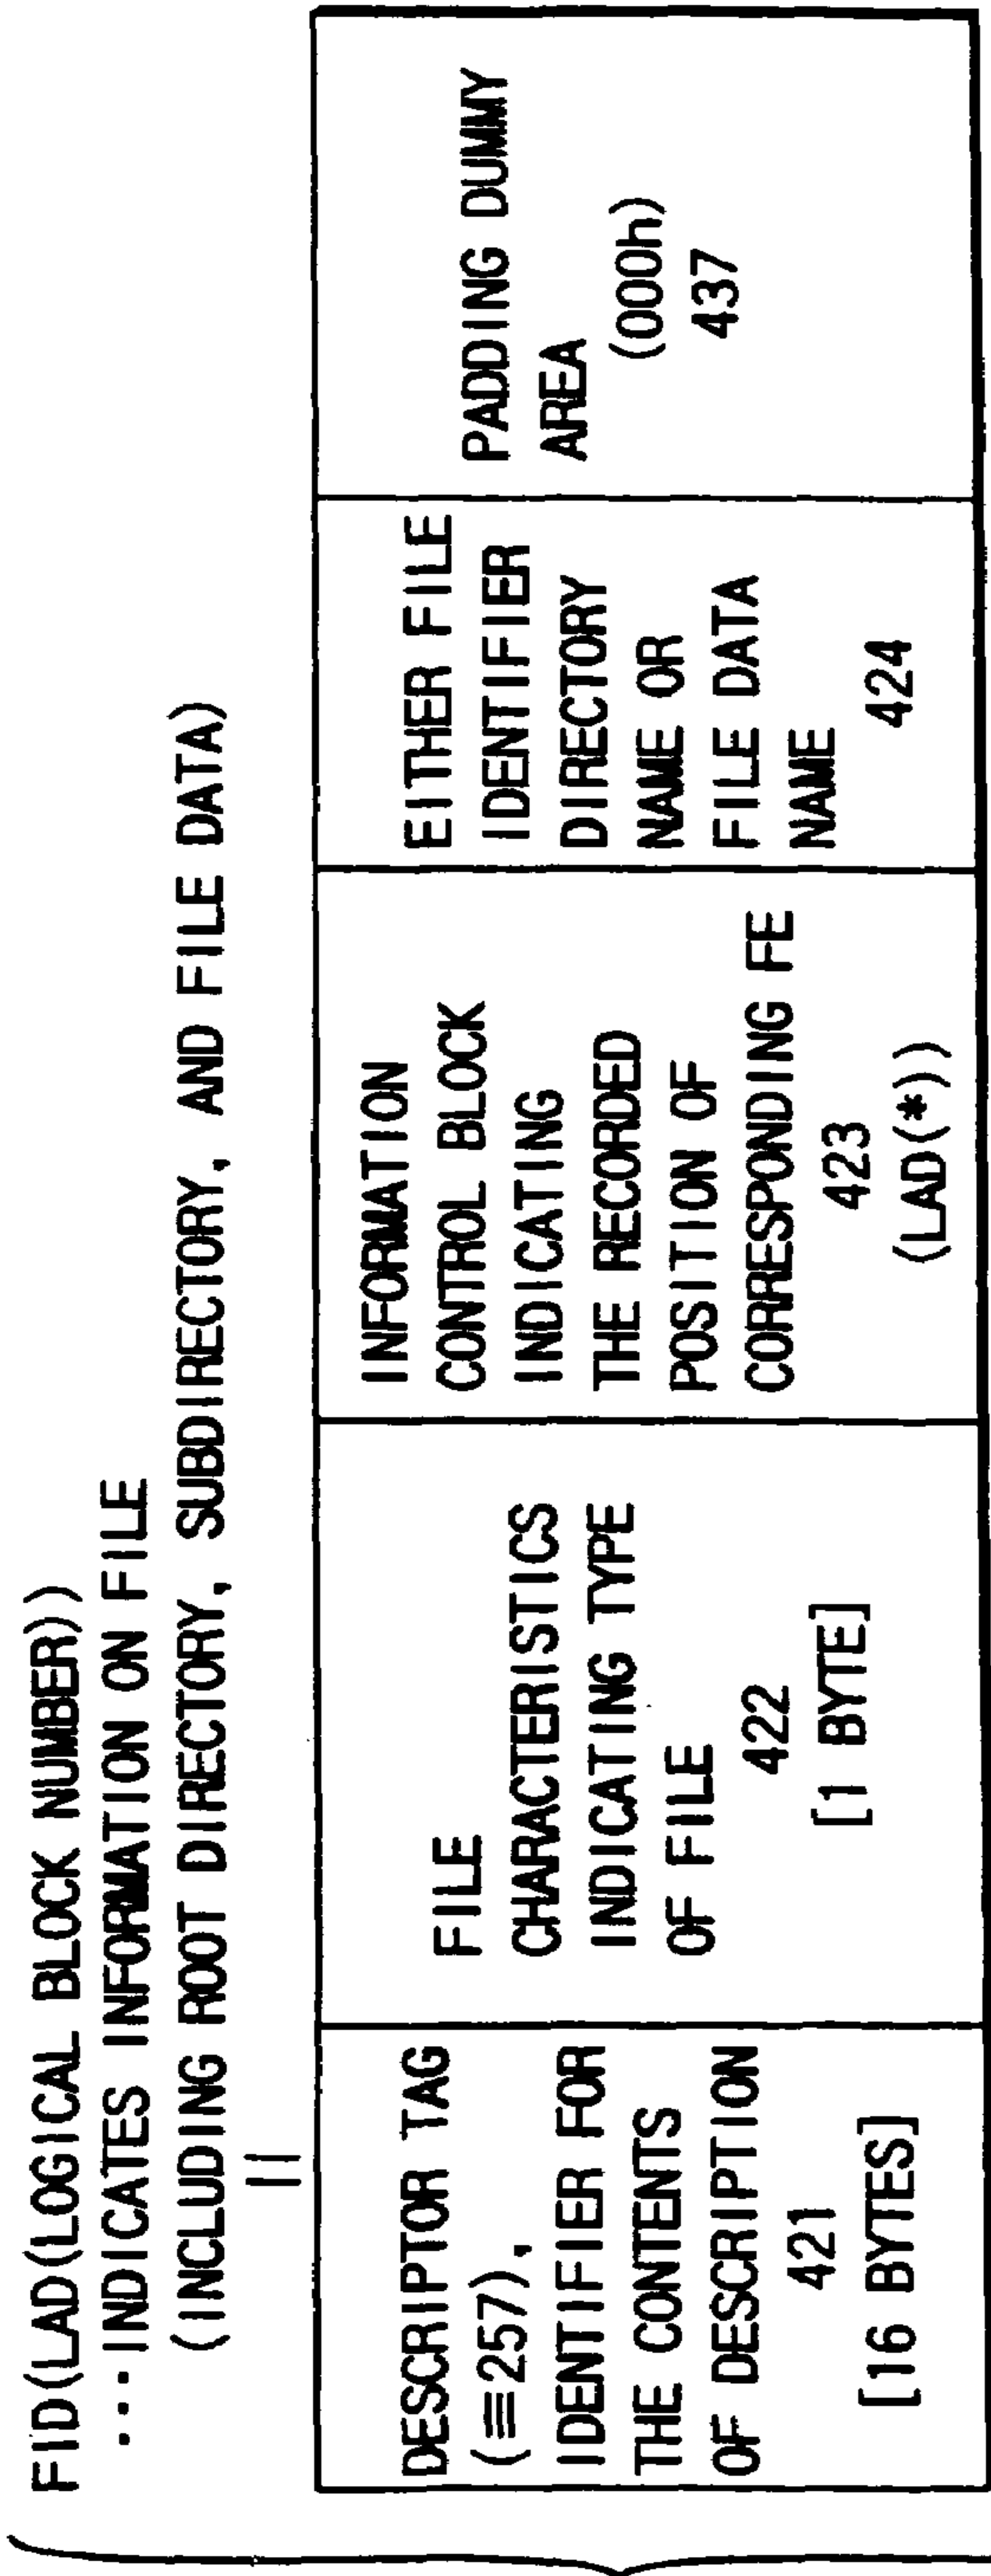 FID(LAD(LOGICAL BLOCK NUMBER))
···INDICATES INFORMATION ON FILE
(INCLUDING ROOT DIRECTORY, SUBDIRECTORY, AND FILE DATA)
||
DESCRIPTOR TAG
(≡257),
IDENTIFIER FOR
THE CONTENTS
OF DESCRIPTION
421
[16 BYTES]
FILE
CHARACTERISTICS
INDICATING TYPE
OF FILE
422
[1 BYTE]
INFORMATION
CONTROL BLOCK
INDICATING
THE RECORDED
POSITION OF
CORRESPONDING FE
423
(LAD(*))
EITHER FILE
IDENTIFIER
DIRECTORY
NAME OR
FILE DATA
NAME
424
PADDING DUMMY
AREA
(000h)
437